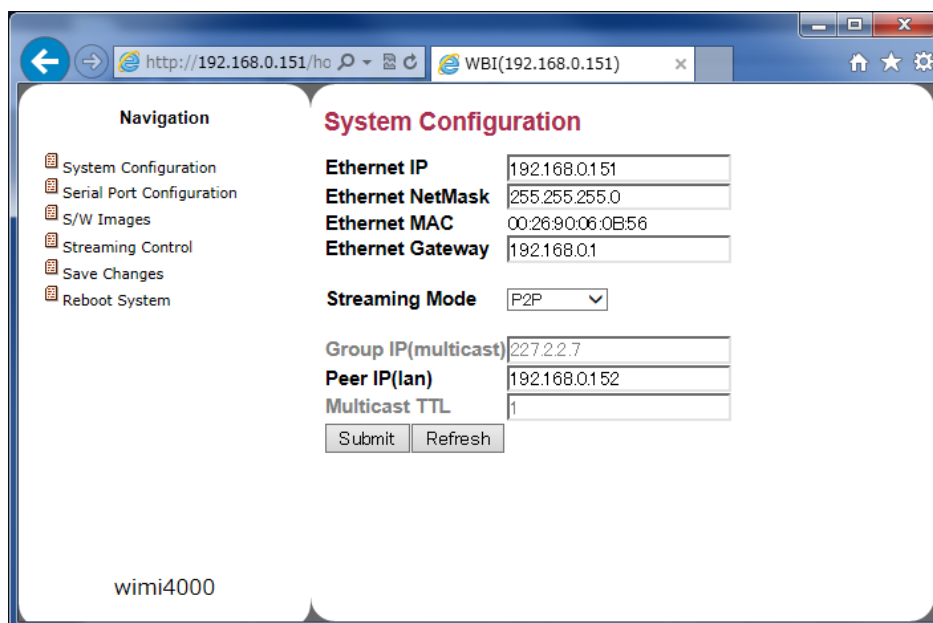 http://192.168.0.151/ho
WBI(192.168.0.151)
Navigation
System Configuration
Serial Port Configuration
S/W Images
Streaming Control
Save Changes
Reboot System
wimi4000
System Configuration
Ethernet IP 192.168.0.151
Ethernet NetMask 255.255.255.0
Ethernet MAC 00:26:90:06:0B:56
Ethernet Gateway 192.168.0.1
Streaming Mode P2P
Group IP(multicast) 227.2.2.7
Peer IP(lan) 192.168.0.152
Multicast TTL 1
Submit Refresh